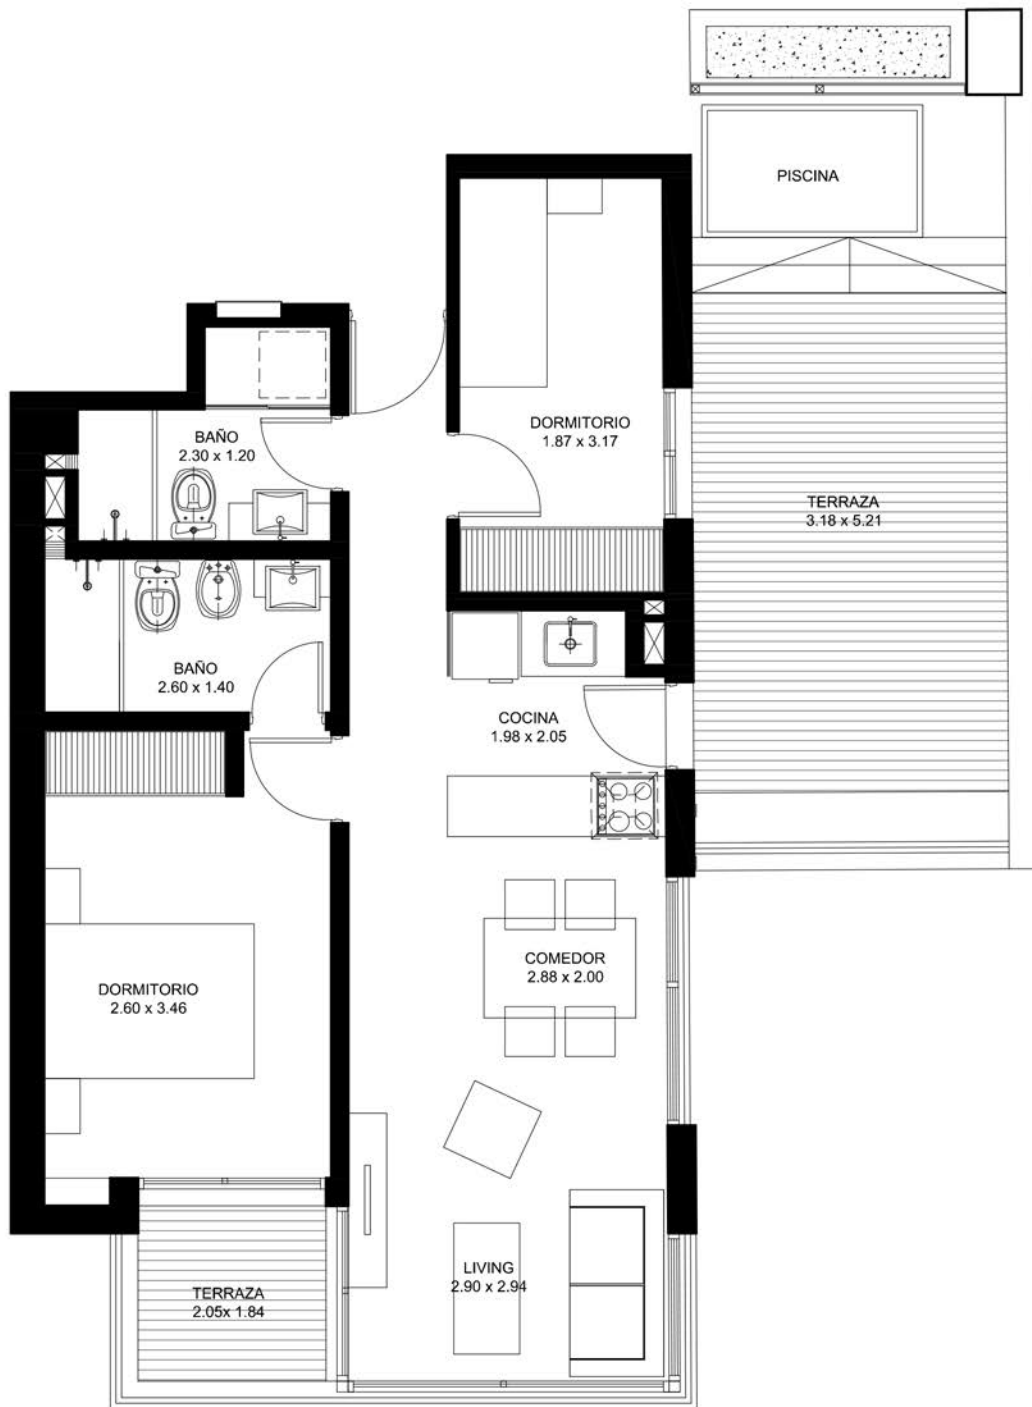 PISCINA
DORMITORIO
1.87 x 3.17
BAÑO
2.30 x 1.20
TERRAZA
3.18 x 5.21
BAÑO
2.60 x 1.40
COCINA
1.98 x 2.05
COMEDOR
2.88 x 2.00
DORMITORIO
2.60 x 3.46
LIVING
2.90 x 2.94
TERRAZA
2.05x 1.84